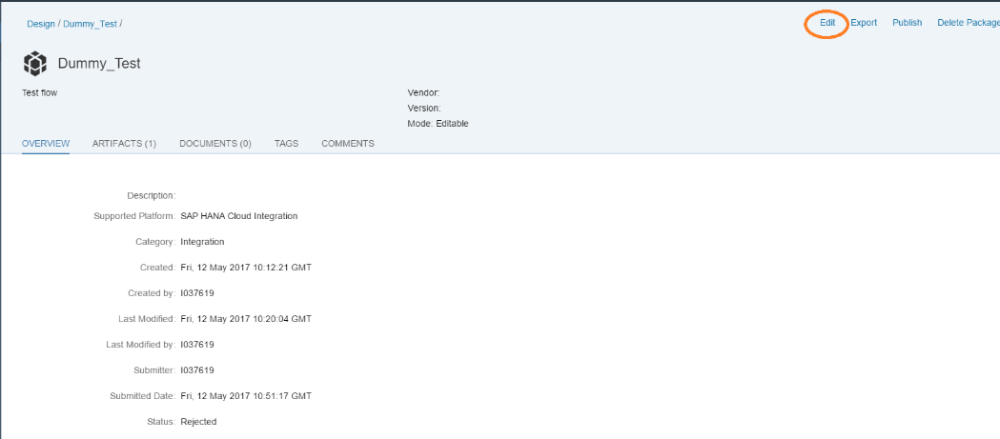 Design / Dummy_Test /
Edit Export Publish Delete Package
Dummy_Test
Test flow
Vendor:
Version:
Mode: Editable
OVERVIEW ARTIFACTS (1) DOCUMENTS (0) TAGS COMMENTS
Description:
Supported Platform: SAP HANA Cloud Integration
Category: Integration
Created: Fri, 12 May 2017 10:12:21 GMT
Created by: I037619
Last Modified: Fri, 12 May 2017 10:20:04 GMT
Last Modified by: I037619
Submitter: I037619
Submitted Date: Fri, 12 May 2017 10:51:17 GMT
Status: Rejected